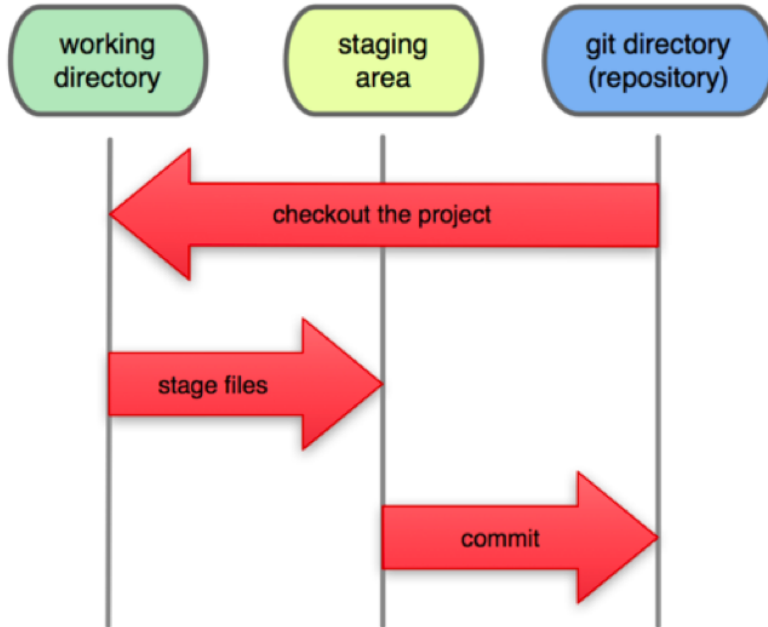 working
directory
staging
area
git directory
(repository)
checkout the project
stage files
commit